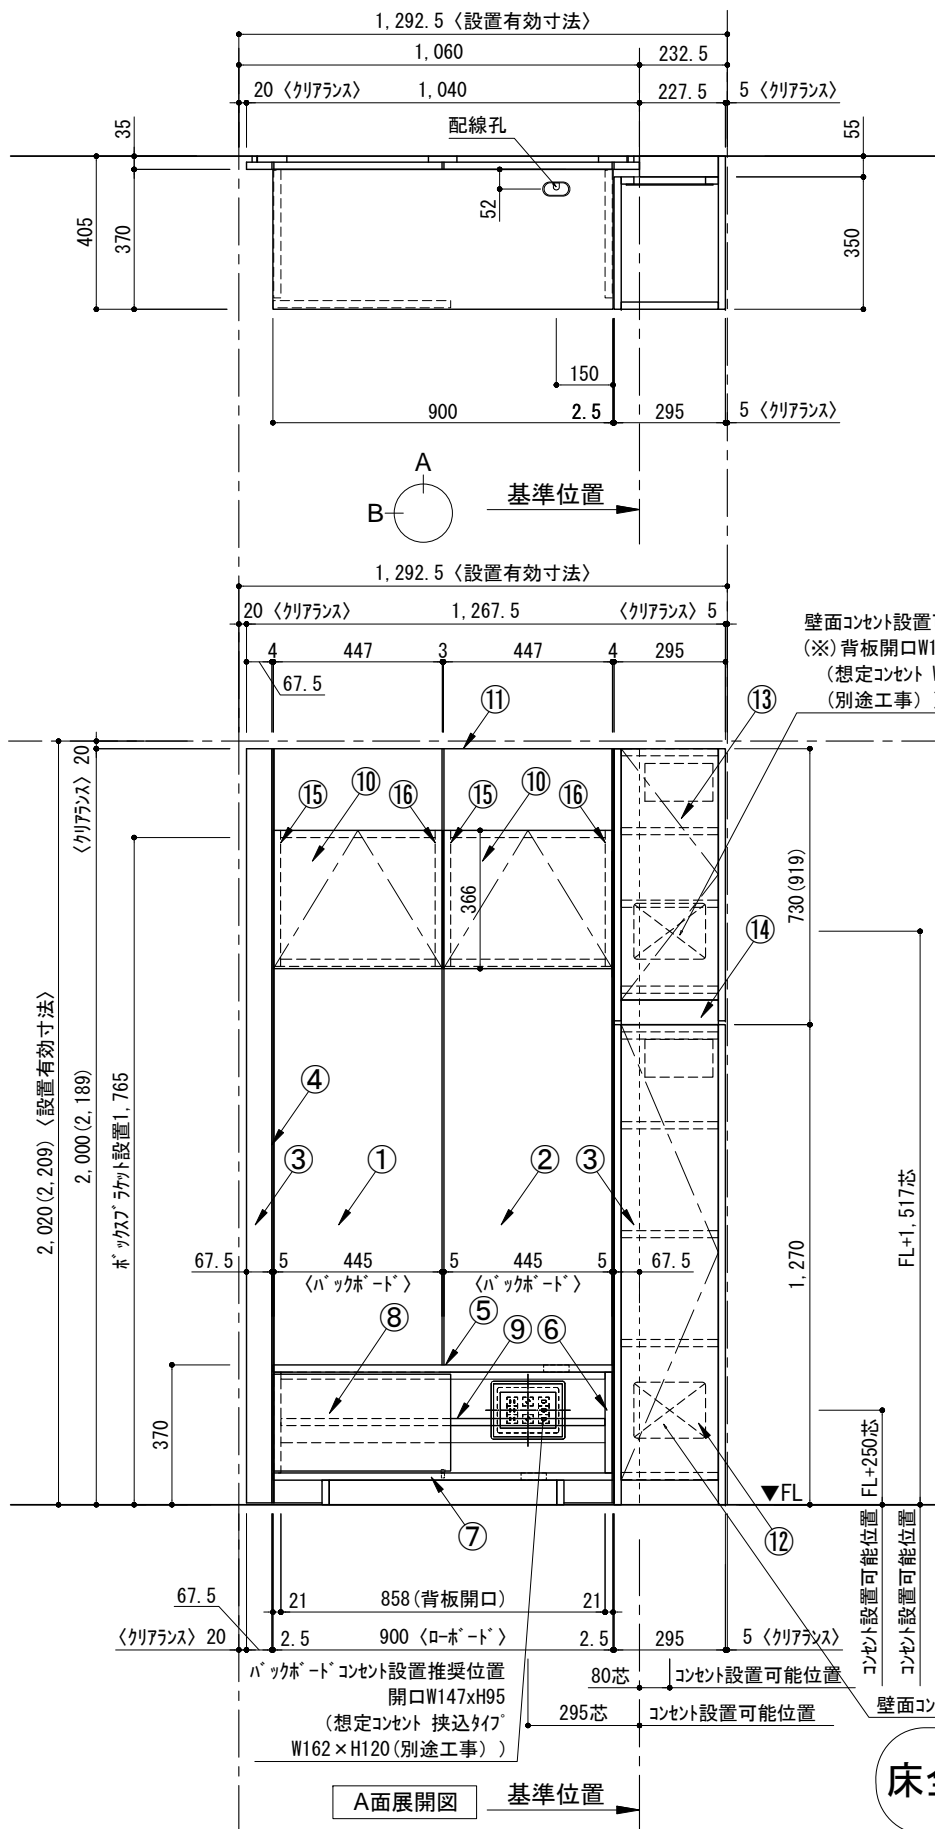 1,292.5〈設置有効寸法〉
1,060
232.5
20〈クリアランス〉
1,040
227.5
5〈クリアランス〉
配線孔
35
55
405
370
52
350
150
900
2.5
295
5〈クリアランス〉
A
B
基準位置
1,292.5〈設置有効寸法〉
20〈クリアランス〉
1,267.5
〈クリアランス〉5
4
447
3
447
4
295
67.5
壁面コンセント設置
(※)背板開口W1
(想定コンセント
(別途工事)
⑪
⑬
⑮
⑩
⑯
⑮
⑩
⑯
〈クリアランス〉20
366
730(919)
⑭
2,020(2,209)〈設置有効寸法〉
2,000(2,189)
ボックスブラケット設置1,765
④
③
①
②
③
FL+1,517芯
1,270
67.5
5
445
5
445
5
67.5
〈バックボード〉
〈バックボード〉
⑧
⑤
⑨
⑥
370
FL+250芯
▼FL
⑦
⑫
コンセント設置可能位置
コンセント設置可能位置
67.5
21
858(背板開口)
21
〈クリアランス〉20
2.5
900〈ローボード〉
2.5
295
5〈クリアランス〉
バックボードコンセント設置推奨位置
開口W147xH95
(想定コンセント 挟込タイプ
W162×H120(別途工事))
80芯
コンセント設置可能位置
295芯
コンセント設置可能位置
壁面コン
A面展開図
基準位置
床